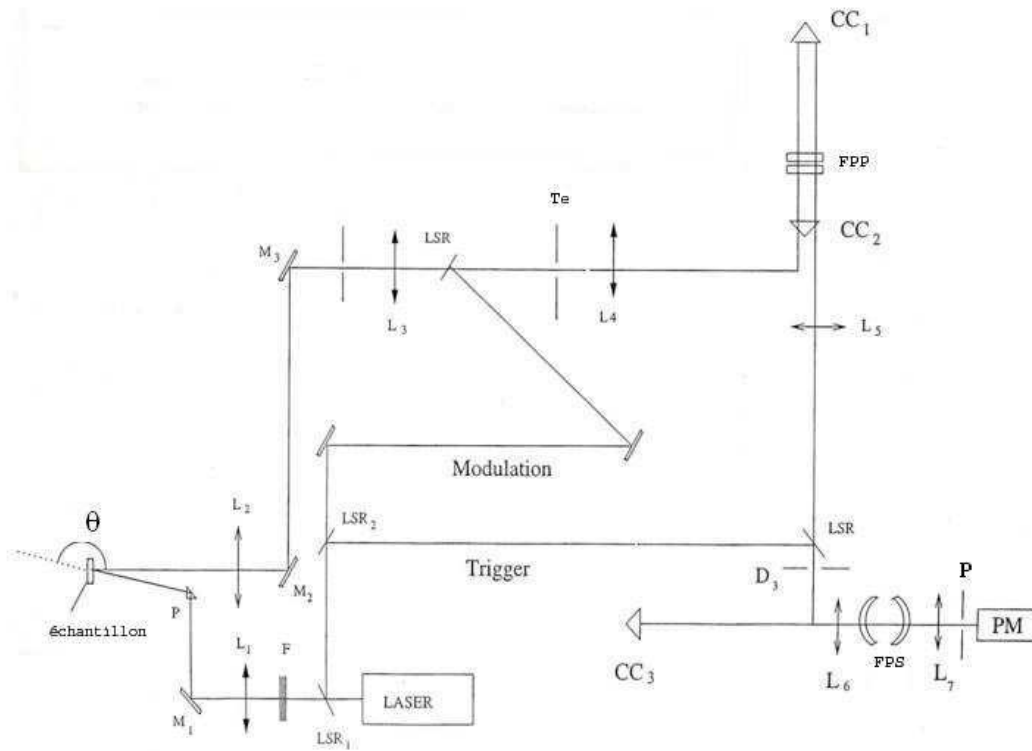 CC1
FPP
Te
CC2
M3
LSR
L3
L4
L5
Modulation
L2
LSR2
LSR
θ
Trigger
D3
M2
P
P
échantillon
PM
L1
F
CC3
FPS
L6
L7
LASER
M1
LSR1